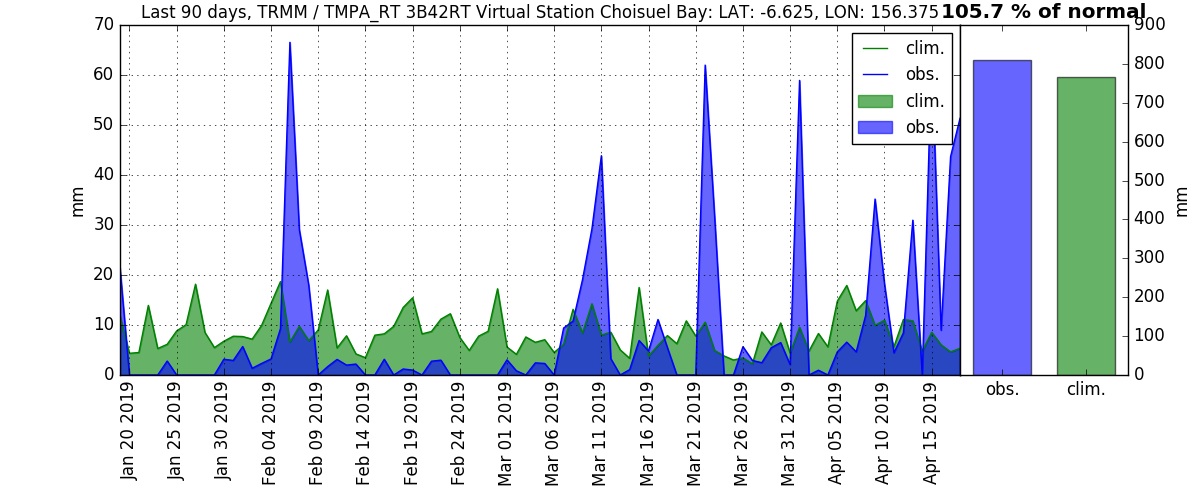 Last 90 days, TRMM / TMPA_RT 3B42RT Virtual Station Choisuel Bay: LAT: -6.625, LON: 156.375 105.7 % of normal
70
60
50
40
30
20
10
0
mm
clim.
obs.
clim.
obs.
900
800
700
600
500
400
300
200
100
0
mm
Jan 20 2019
Jan 25 2019
Jan 30 2019
Feb 04 2019
Feb 09 2019
Feb 14 2019
Feb 19 2019
Feb 24 2019
Mar 01 2019
Mar 06 2019
Mar 11 2019
Mar 16 2019
Mar 21 2019
Mar 26 2019
Mar 31 2019
Apr 05 2019
Apr 10 2019
Apr 15 2019
obs.
clim.